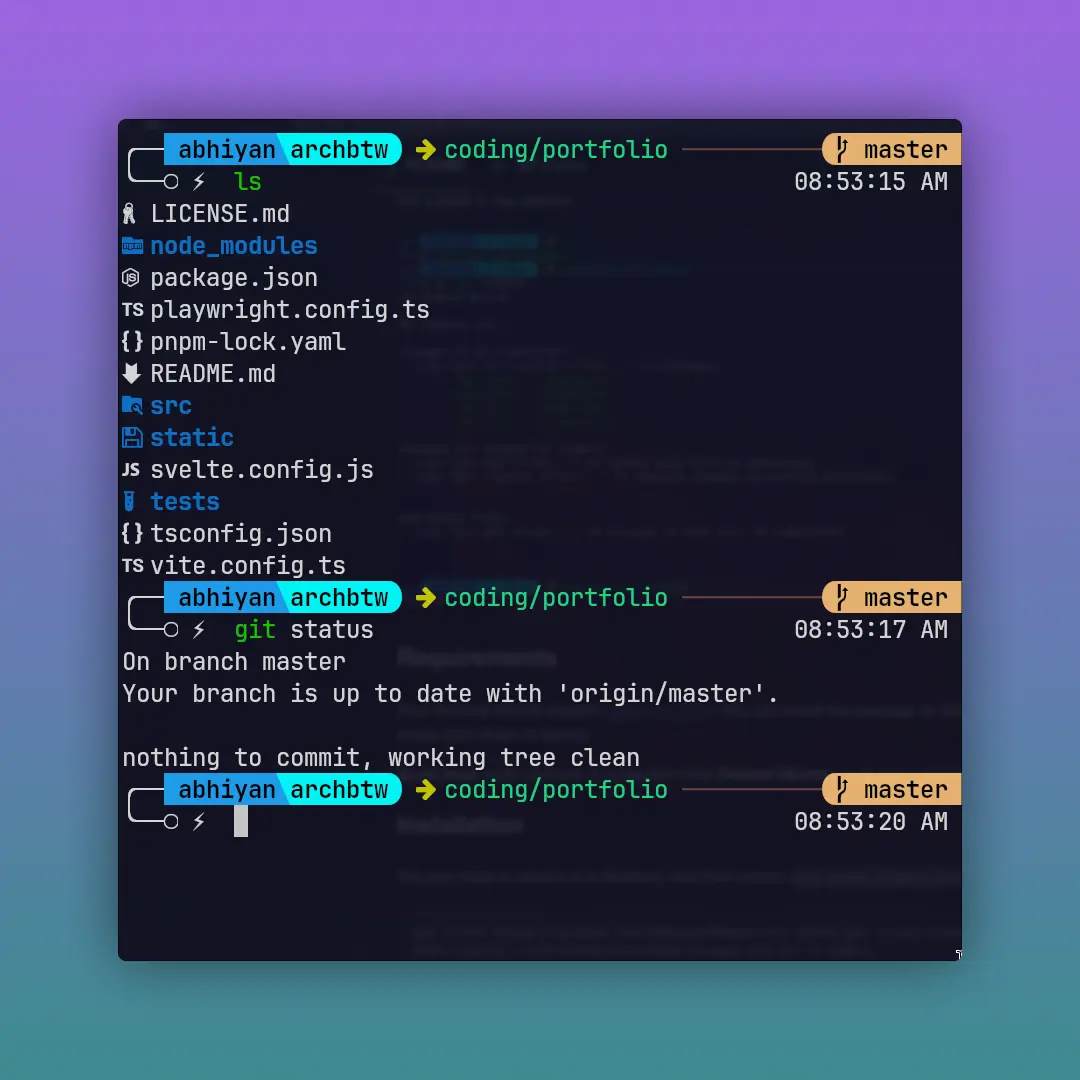 abhiyan archbtw coding/portfolio master
ls 08:53:15 AM
LICENSE.md
node_modules
JS package.json
TS playwright.config.ts
{} pnpm-lock.yaml
README.md
src
static
JS svelte.config.js
tests
{} tsconfig.json
TS vite.config.ts
abhiyan archbtw coding/portfolio master
git status 08:53:17 AM
On branch master
Your branch is up to date with 'origin/master'.
nothing to commit, working tree clean
abhiyan archbtw coding/portfolio master
08:53:20 AM
Requirements
Installation